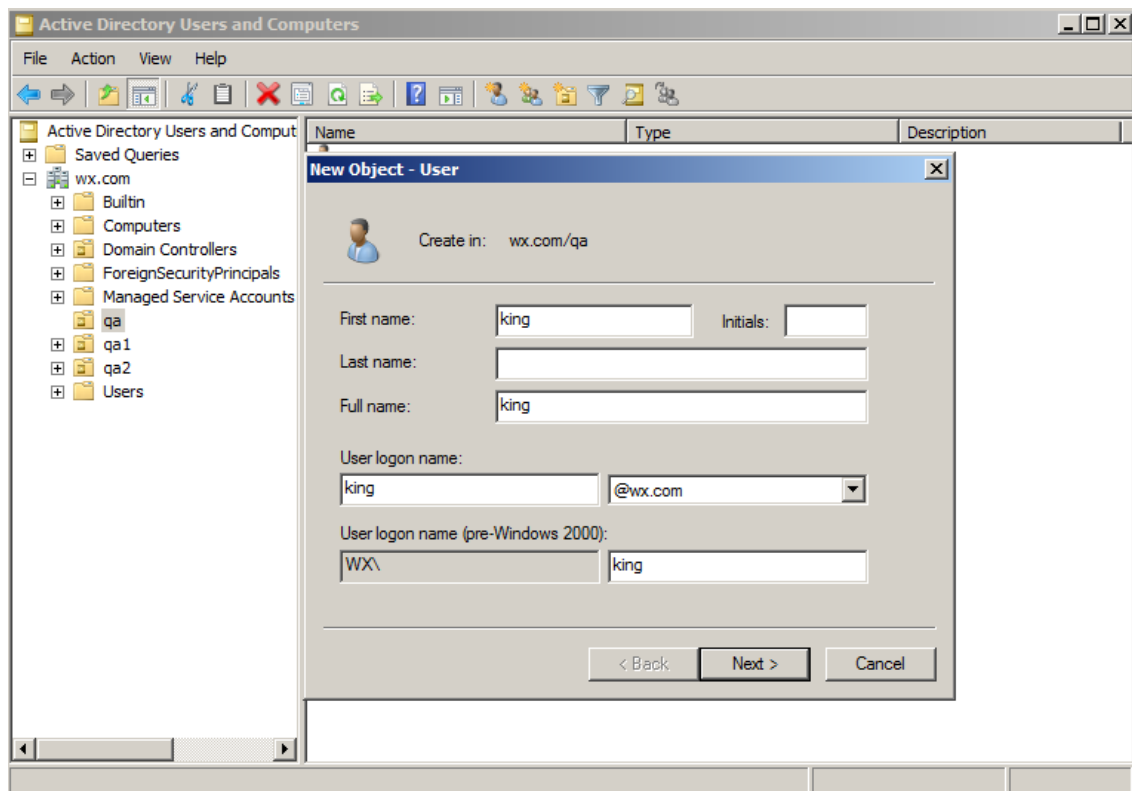 Active Directory Users and Computers
File Action View Help
Active Directory Users and Comput
Saved Queries
wx.com
Builtin
Computers
Domain Controllers
ForeignSecurityPrincipals
Managed Service Accounts
qa
qa1
qa2
Users
Name Type Description
New Object - User
Create in: wx.com/qa
First name: king Initials:
Last name:
Full name: king
User logon name:
king @wx.com
User logon name (pre-Windows 2000):
WX\ king
< Back Next > Cancel